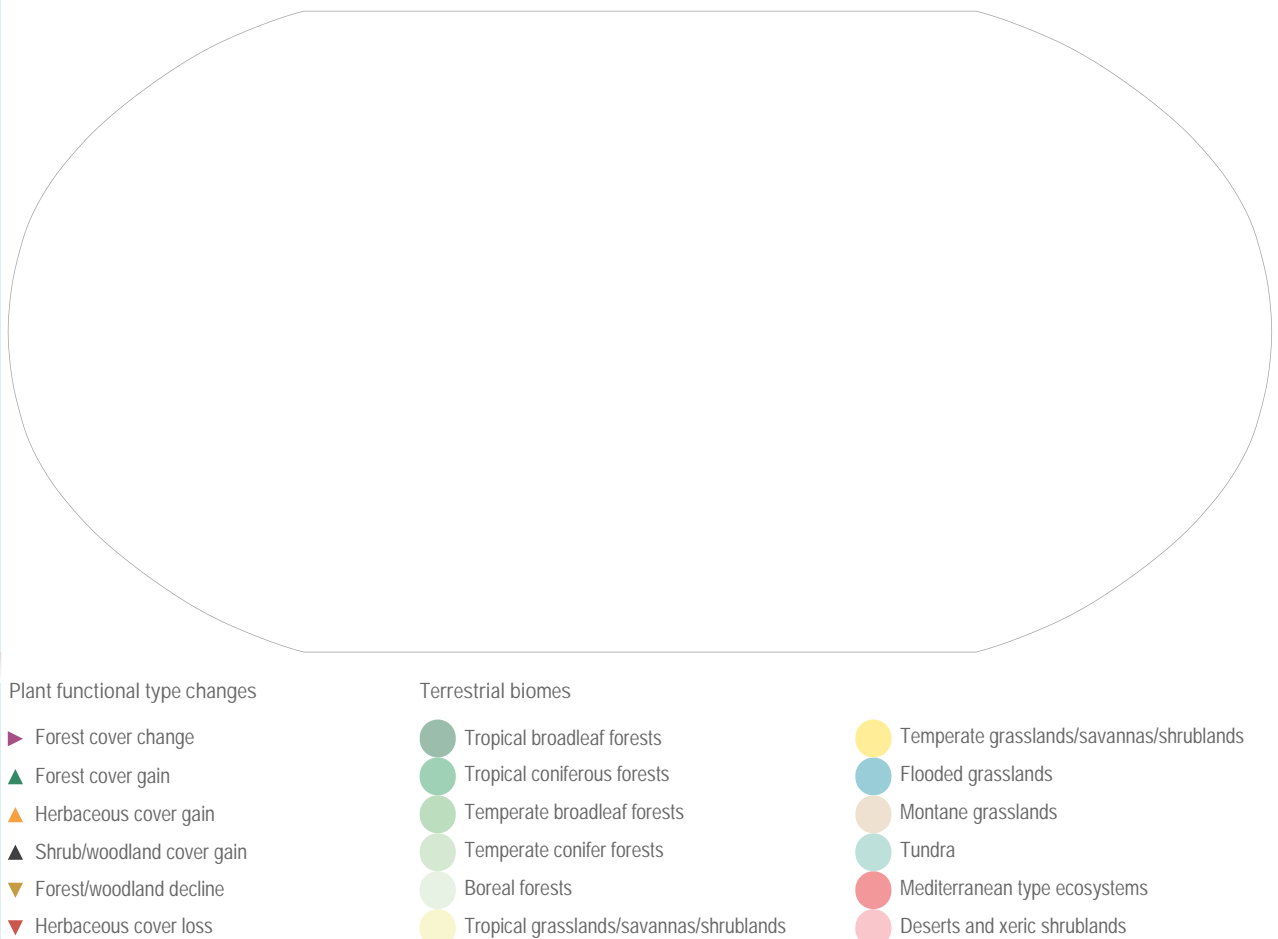 Plant functional type changes
Forest cover change
Forest cover gain
Herbaceous cover gain
Shrub/woodland cover gain
Forest/woodland decline
Herbaceous cover loss
Terrestrial biomes
Tropical broadleaf forests
Tropical coniferous forests
Temperate broadleaf forests
Temperate conifer forests
Boreal forests
Tropical grasslands/savannas/shrublands
Temperate grasslands/savannas/shrublands
Flooded grasslands
Montane grasslands
Tundra
Mediterranean type ecosystems
Deserts and xeric shrublands